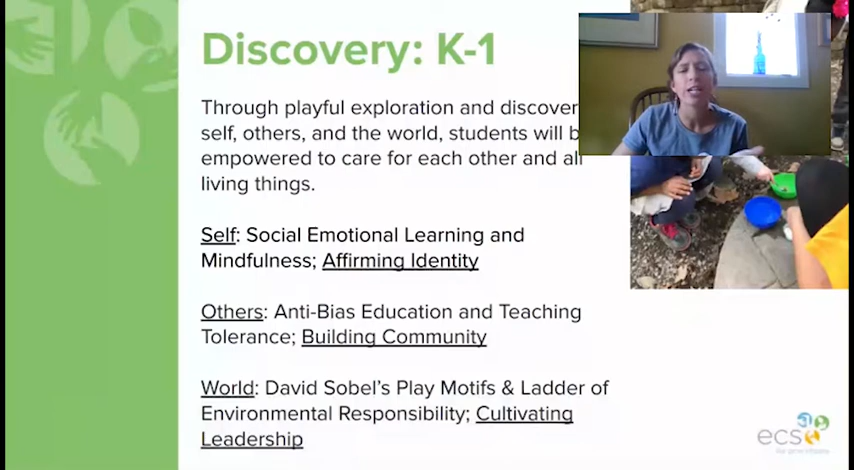 Discovery: K-1
Through playful exploration and discover
self, others, and the world, students will b
empowered to care for each other and all
living things.
Self: Social Emotional Learning and
Mindfulness; Affirming Identity
Others: Anti-Bias Education and Teaching
Tolerance; Building Community
World: David Sobel's Play Motifs & Ladder of
Environmental Responsibility; Cultivating
Leadership
ecs